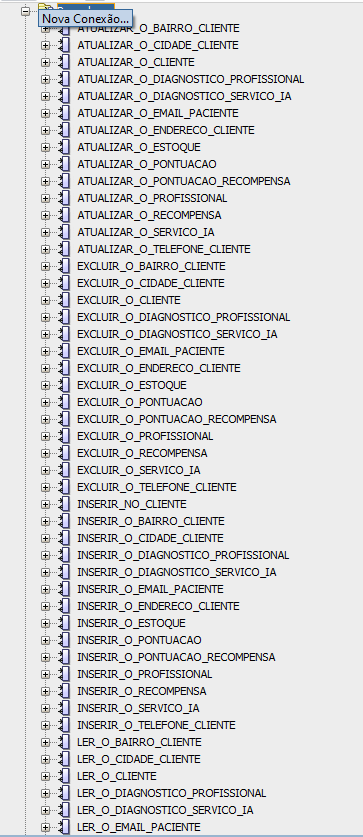 Nova Conexão...
ATUALIZAR_O_BAIRRO_CLIENTE
ATUALIZAR_O_CIDADE_CLIENTE
ATUALIZAR_O_CLIENTE
ATUALIZAR_O_DIAGNOSTICO_PROFISSIONAL
ATUALIZAR_O_DIAGNOSTICO_SERVICO_IA
ATUALIZAR_O_EMAIL_PACIENTE
ATUALIZAR_O_ENDERECO_CLIENTE
ATUALIZAR_O_ESTOQUE
ATUALIZAR_O_PONTUACAO
ATUALIZAR_O_PONTUACAO_RECOMPENSA
ATUALIZAR_O_PROFISSIONAL
ATUALIZAR_O_RECOMPENSA
ATUALIZAR_O_SERVICO_IA
ATUALIZAR_O_TELEFONE_CLIENTE
EXCLUIR_O_BAIRRO_CLIENTE
EXCLUIR_O_CIDADE_CLIENTE
EXCLUIR_O_CLIENTE
EXCLUIR_O_DIAGNOSTICO_PROFISSIONAL
EXCLUIR_O_DIAGNOSTICO_SERVICO_IA
EXCLUIR_O_EMAIL_PACIENTE
EXCLUIR_O_ENDERECO_CLIENTE
EXCLUIR_O_ESTOQUE
EXCLUIR_O_PONTUACAO
EXCLUIR_O_PONTUACAO_RECOMPENSA
EXCLUIR_O_PROFISSIONAL
EXCLUIR_O_RECOMPENSA
EXCLUIR_O_SERVICO_IA
EXCLUIR_O_TELEFONE_CLIENTE
INSERIR_NO_CLIENTE
INSERIR_O_BAIRRO_CLIENTE
INSERIR_O_CIDADE_CLIENTE
INSERIR_O_DIAGNOSTICO_PROFISSIONAL
INSERIR_O_DIAGNOSTICO_SERVICO_IA
INSERIR_O_EMAIL_PACIENTE
INSERIR_O_ENDERECO_CLIENTE
INSERIR_O_ESTOQUE
INSERIR_O_PONTUACAO
INSERIR_O_PONTUACAO_RECOMPENSA
INSERIR_O_PROFISSIONAL
INSERIR_O_RECOMPENSA
INSERIR_O_SERVICO_IA
INSERIR_O_TELEFONE_CLIENTE
LER_O_BAIRRO_CLIENTE
LER_O_CIDADE_CLIENTE
LER_O_CLIENTE
LER_O_DIAGNOSTICO_PROFISSIONAL
LER_O_DIAGNOSTICO_SERVICO_IA
LER_O_EMAIL_PACIENTE